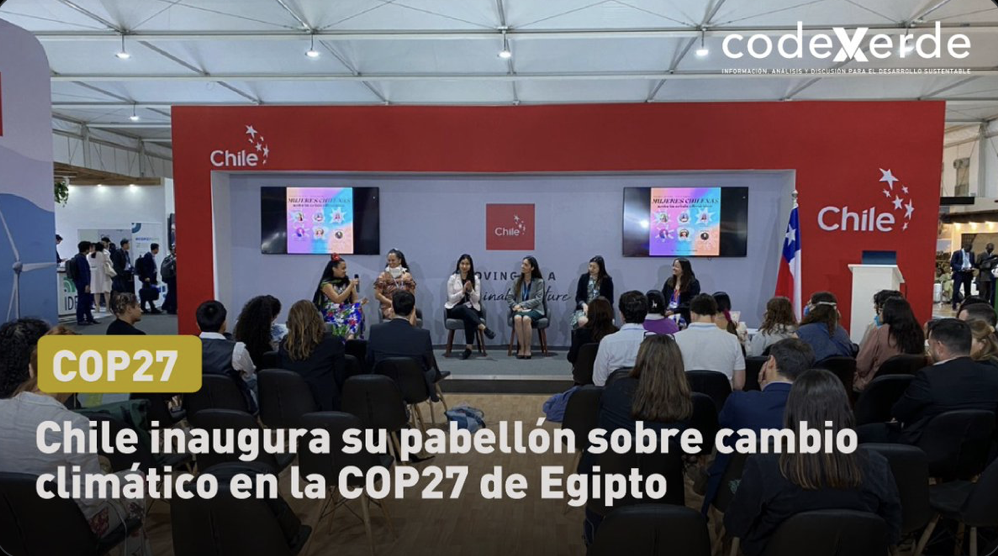 codeXverde
INFORMACIÓN, ANÁLISIS Y DISCUSIÓN PARA EL DESARROLLO SUSTENTABLE
Chile
Chile
MUJERES CHILENAS
MUJERES CHILENAS
Chile
MOVING
A
COP27
Chile inaugura su pabellón sobre cambio
climático en la COP27 de Egipto